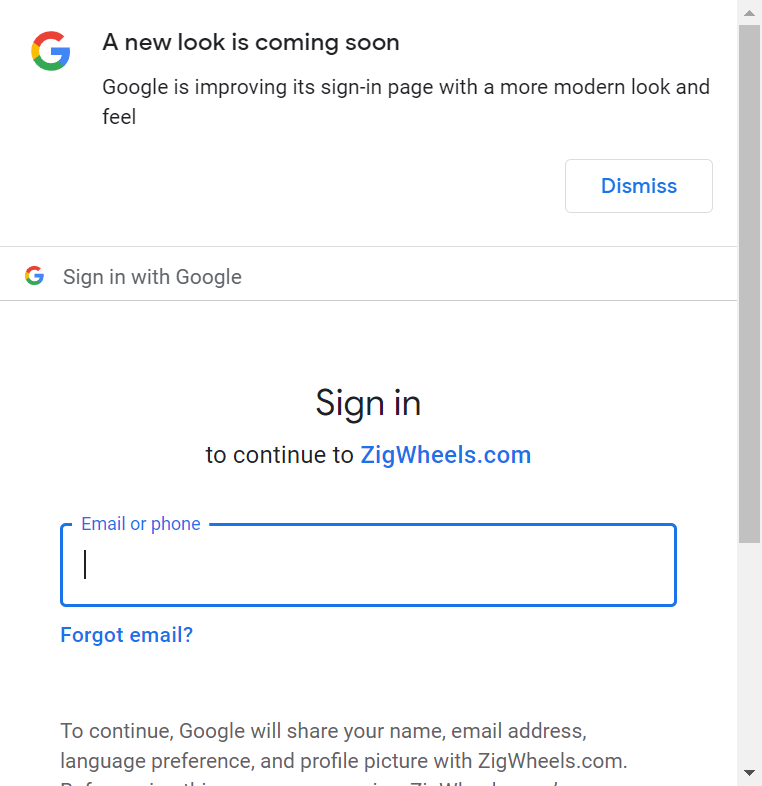 A new look is coming soon
Google is improving its sign-in page with a more modern look and
feel
Dismiss
Sign in with Google
Sign in
to continue to ZigWheels.com
Email or phone
Forgot email?
To continue, Google will share your name, email address,
language preference, and profile picture with ZigWheels.com.